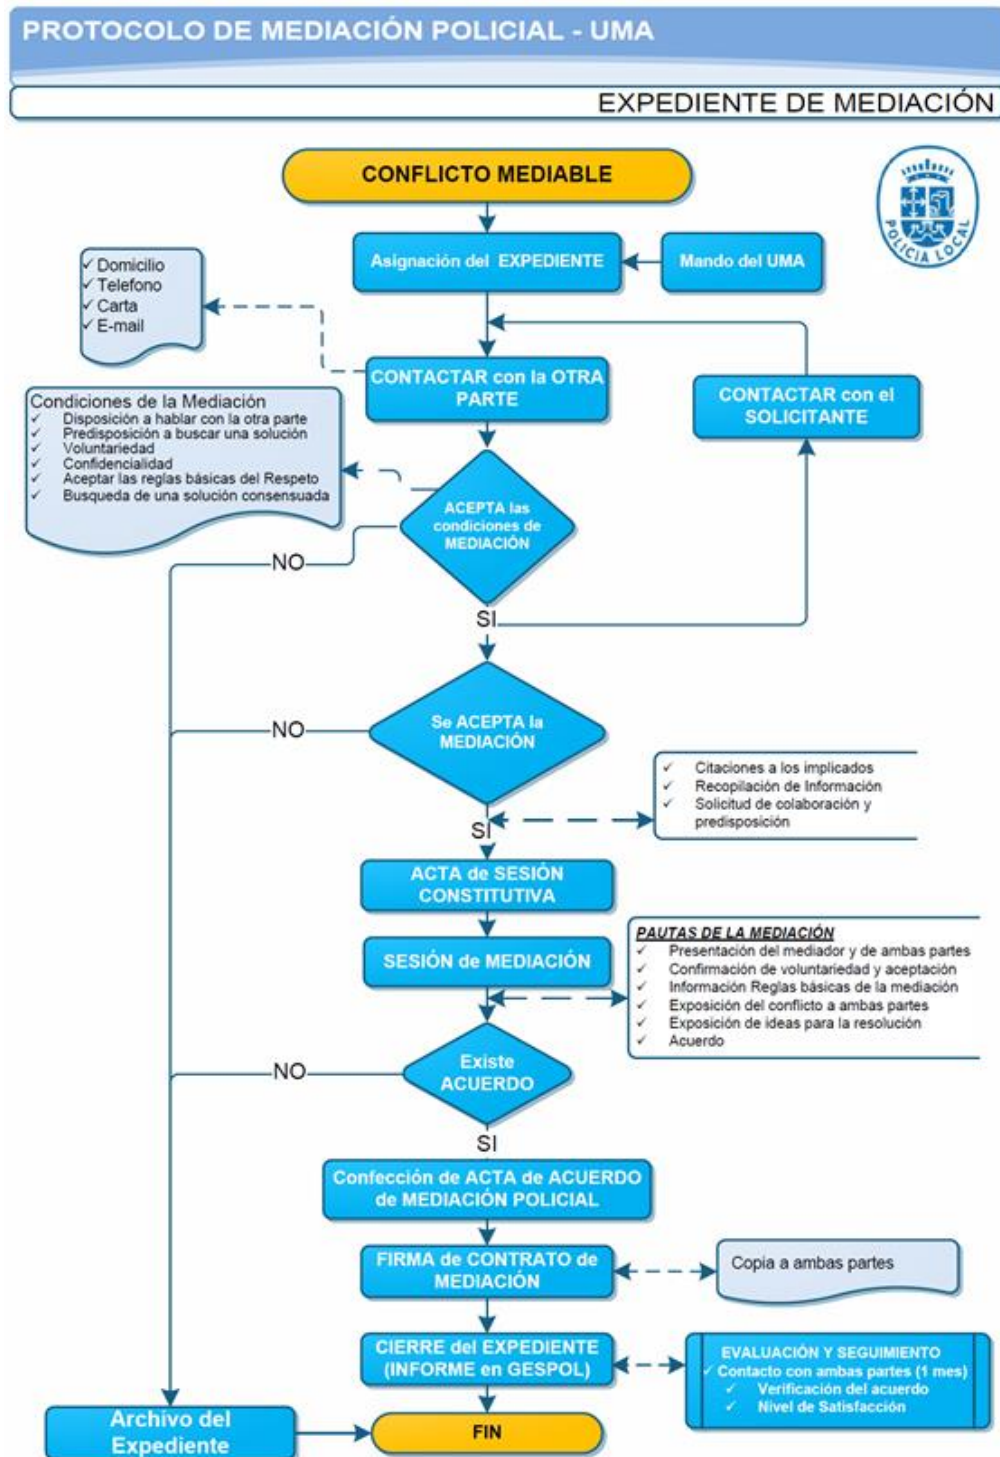 PROTOCOLO DE MEDIACIÓN POLICIAL - UMA
EXPEDIENTE DE MEDIACIÓN
CONFLICTO MEDIABLE
POLICIA LOCAL
Asignación del EXPEDIENTE
Mando del UMA
✓ Domicilio
✓ Telefono
✓ Carta
✓ E-mail
CONTACTAR con la OTRA
PARTE
CONTACTAR con el
SOLICITANTE
Condiciones de la Mediación
✓ Disposición a hablar con la otra parte
✓ Predisposición a buscar una solución
✓ Voluntariedad
✓ Confidencialidad
✓ Aceptar las reglas básicas del Respeto
✓ Busqueda de una solución consensuada
ACEPTA las
condiciones de
MEDIACIÓN
NO
SI
Se ACEPTA la
MEDIACIÓN
NO
✓ Citaciones a los implicados
✓ Recopilación de Información
✓ Solicitud de colaboración y
predisposición
SI
ACTA de SESIÓN
CONSTITUTIVA
SESIÓN de MEDIACIÓN
PAUTAS DE LA MEDIACIÓN
✓ Presentación del mediador y de ambas partes
✓ Confirmación de voluntariedad y aceptación
✓ Información Reglas básicas de la mediación
✓ Exposición del conflicto a ambas partes
✓ Exposición de ideas para la resolución
✓ Acuerdo
Existe
ACUERDO
NO
SI
Confección de ACTA de ACUERDO
de MEDIACIÓN POLICIAL
FIRMA de CONTRATO de
MEDIACIÓN
Copia a ambas partes
CIERRE del EXPEDIENTE
(INFORME en GESPOL)
EVALUACIÓN Y SEGUIMIENTO
✓ Contacto con ambas partes (1 mes)
✓ Verificación del acuerdo
✓ Nivel de Satisfacción
Archivo del
Expediente
FIN